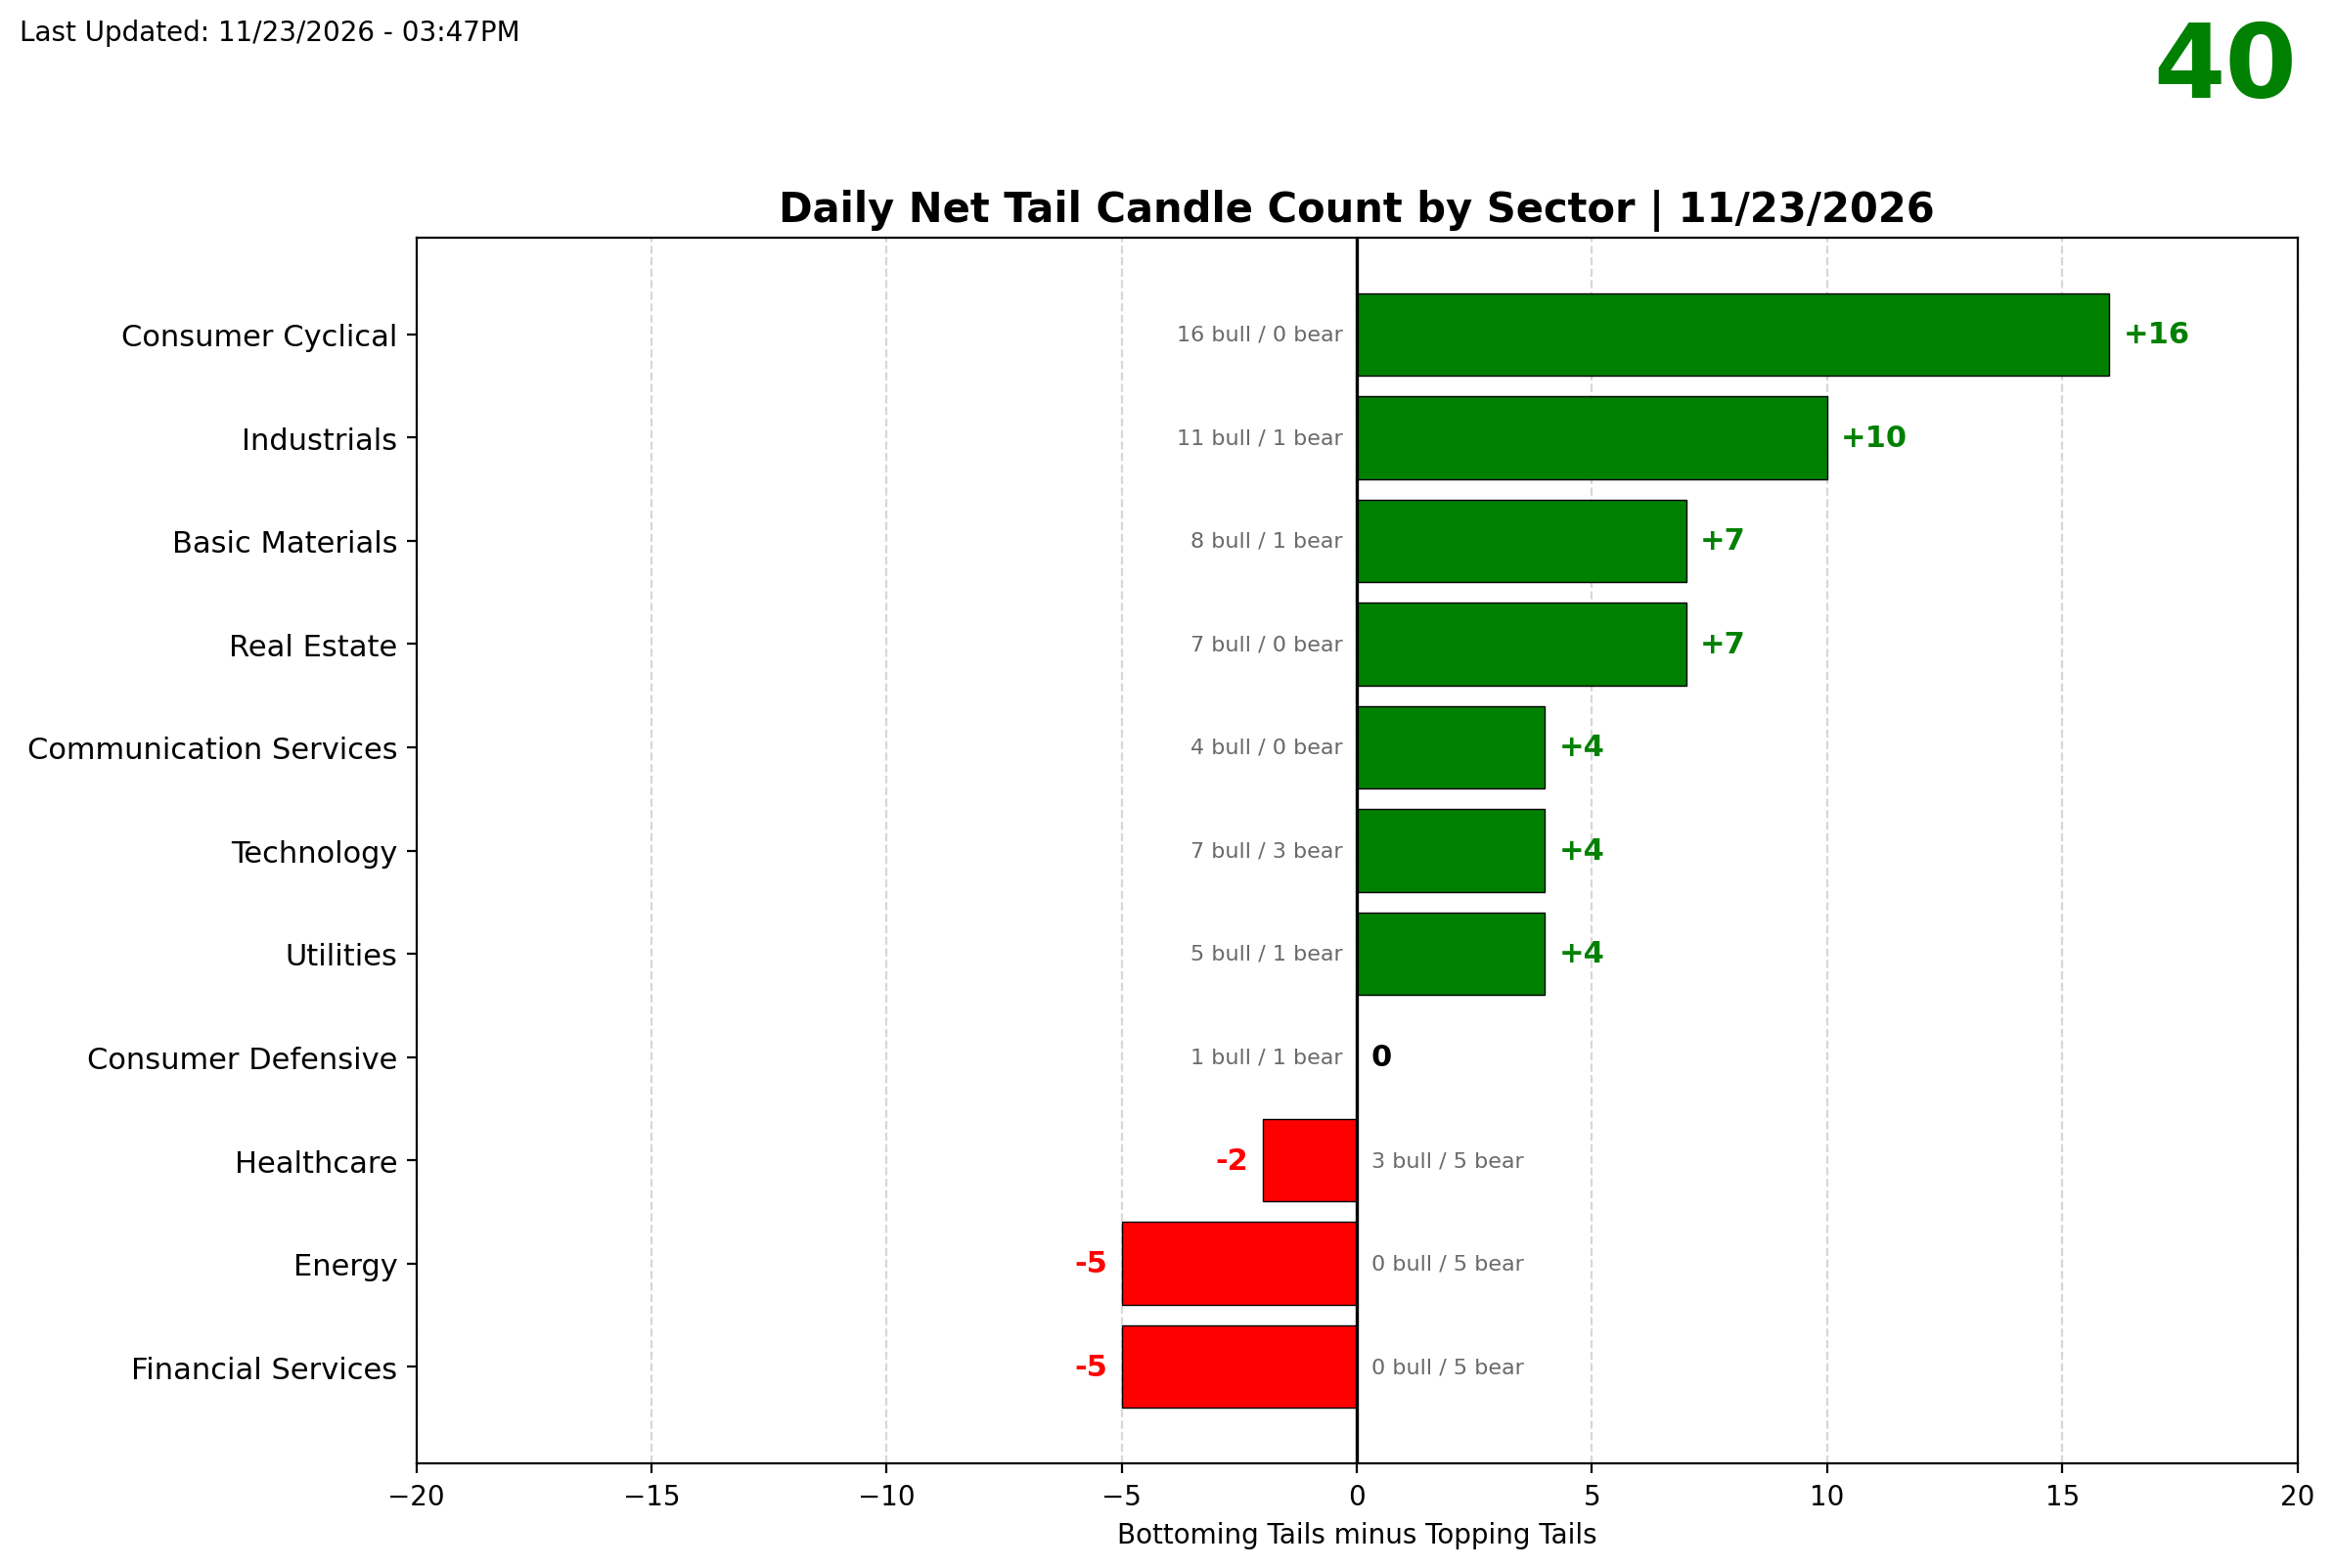 Last Updated: 11/23/2026 - 03:47PM
40
Daily Net Tail Candle Count by Sector | 11/23/2026
Consumer Cyclical 16 bull / 0 bear +16
Industrials 11 bull / 1 bear +10
Basic Materials 8 bull / 1 bear +7
Real Estate 7 bull / 0 bear +7
Communication Services 4 bull / 0 bear +4
Technology 7 bull / 3 bear +4
Utilities 5 bull / 1 bear +4
Consumer Defensive 1 bull / 1 bear 0
Healthcare -2 3 bull / 5 bear
Energy -5 0 bull / 5 bear
Financial Services -5 0 bull / 5 bear
−20 −15 −10 −5 0 5 10 15 20
Bottoming Tails minus Topping Tails